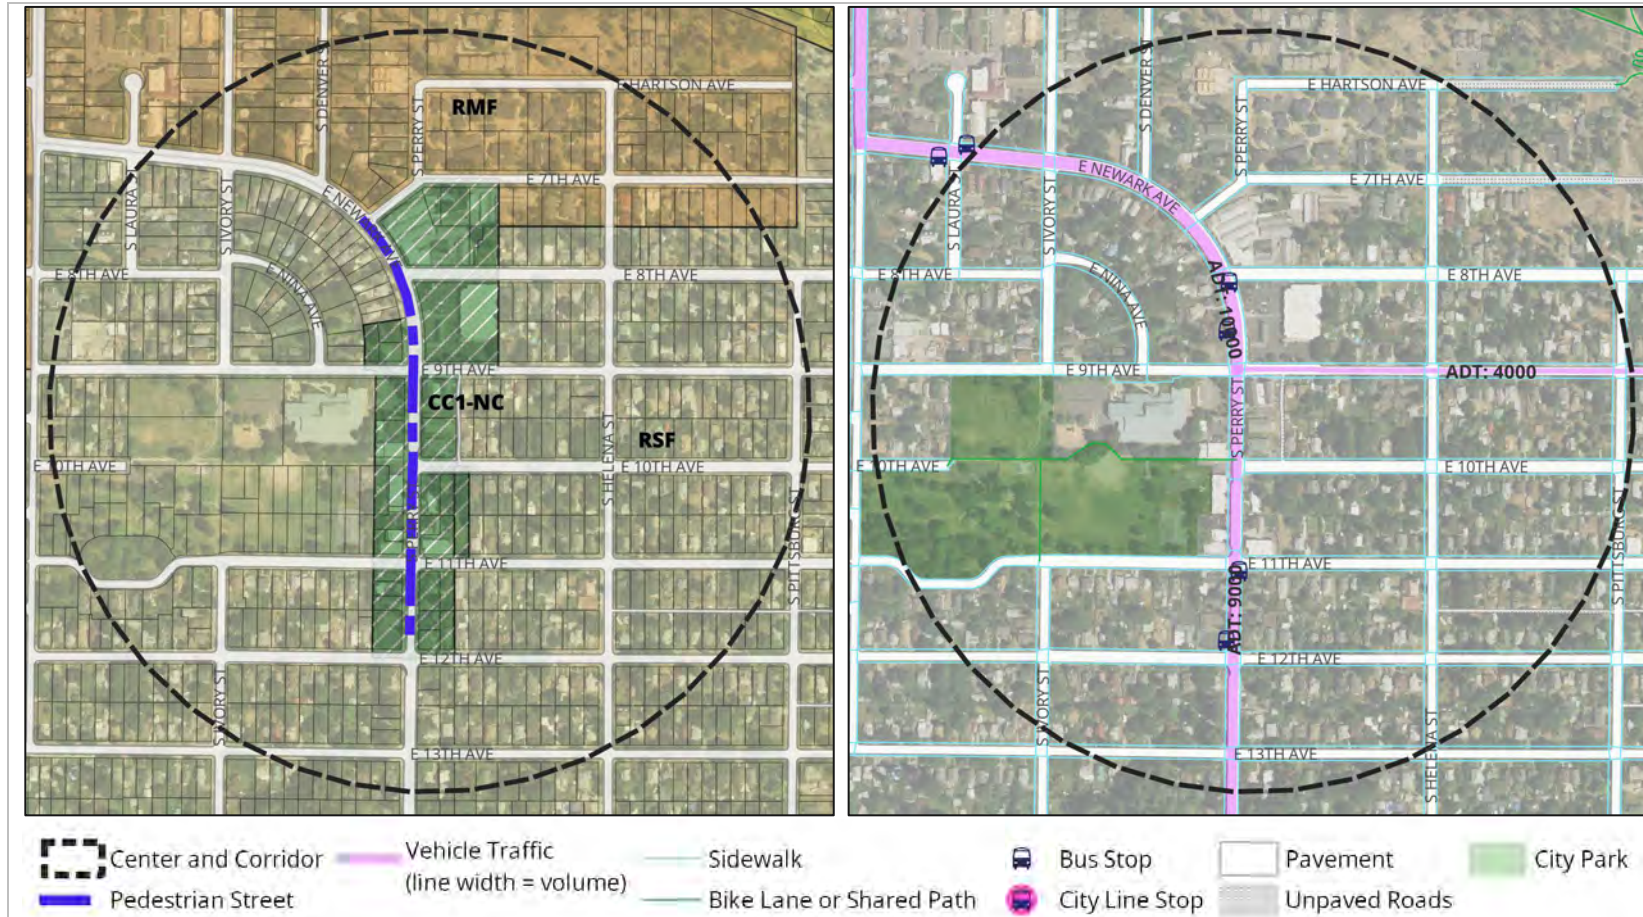 S DENVER ST
E HARTSON AVE
RMF
S PERRY ST
E 7TH AVE
S LAURA ST
S IVORY ST
E 8TH AVE
E NINA AVE
E 8TH AVE
E 9TH AVE
CC1-NC
RSF
S HELENA ST
E 10TH AVE
E 10TH AVE
S PITTSBURG ST
E 11TH AVE
E 12TH AVE
S IVORY ST
E 13TH AVE
S DENVER ST
E HARTSON AVE
S PERRY ST
E NEWARK AVE
E 7TH AVE
S LAURA ST
S IVORY ST
E 8TH AVE
E NINA AVE
E 8TH AVE
E 9TH AVE
ADT: 4000
S PERRY ST
E 10TH AVE
E 10TH AVE
S PITTSBURG ST
E 11TH AVE
ADT: 9000
E 12TH AVE
S IVORY ST
S HELENA ST
E 13TH AVE
Center and Corridor
Pedestrian Street
Vehicle Traffic
(line width = volume)
Sidewalk
Bike Lane or Shared Path
Bus Stop
City Line Stop
Pavement
Unpaved Roads
City Park